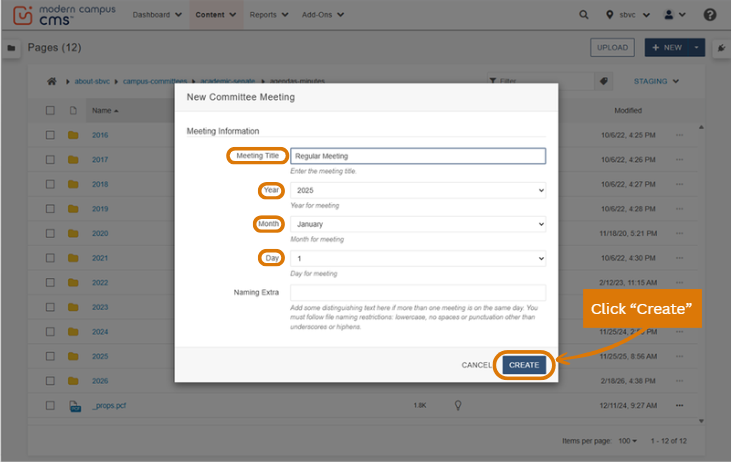 modern campus
cms™
Dashboard
Content
Reports
Add-Ons
sbvc
Pages (12)
UPLOAD
+ NEW
about-sbvc
campus-committees
academic-senate
agendas-minutes
Filter
STAGING
Name
Modified
2016
10/6/22, 4:25 PM
2017
10/6/22, 4:26 PM
2018
10/6/22, 4:27 PM
2019
10/6/22, 4:28 PM
2020
11/18/20, 5:21 PM
2021
10/6/22, 4:30 PM
2022
2/12/23, 11:15 AM
2023
2024
11/25/24, 2
2025
11/25/25, 8:56 AM
2026
2/18/26, 4:38 PM
_props.pcf
1.9K
12/11/24, 9:27 AM
Items per page: 100
1 - 12 of 12
New Committee Meeting
Meeting Information
Meeting Title
Regular Meeting
Enter the meeting title.
Year
2025
Year for meeting
Month
January
Month for meeting
Day
1
Day for meeting
Naming Extra
Add some distinguishing text here if more than one meeting is on the same day. You
must follow file naming restrictions: lowercase, no spaces or punctuation other than
underscores or hiphens.
CANCEL
CREATE
Click “Create”